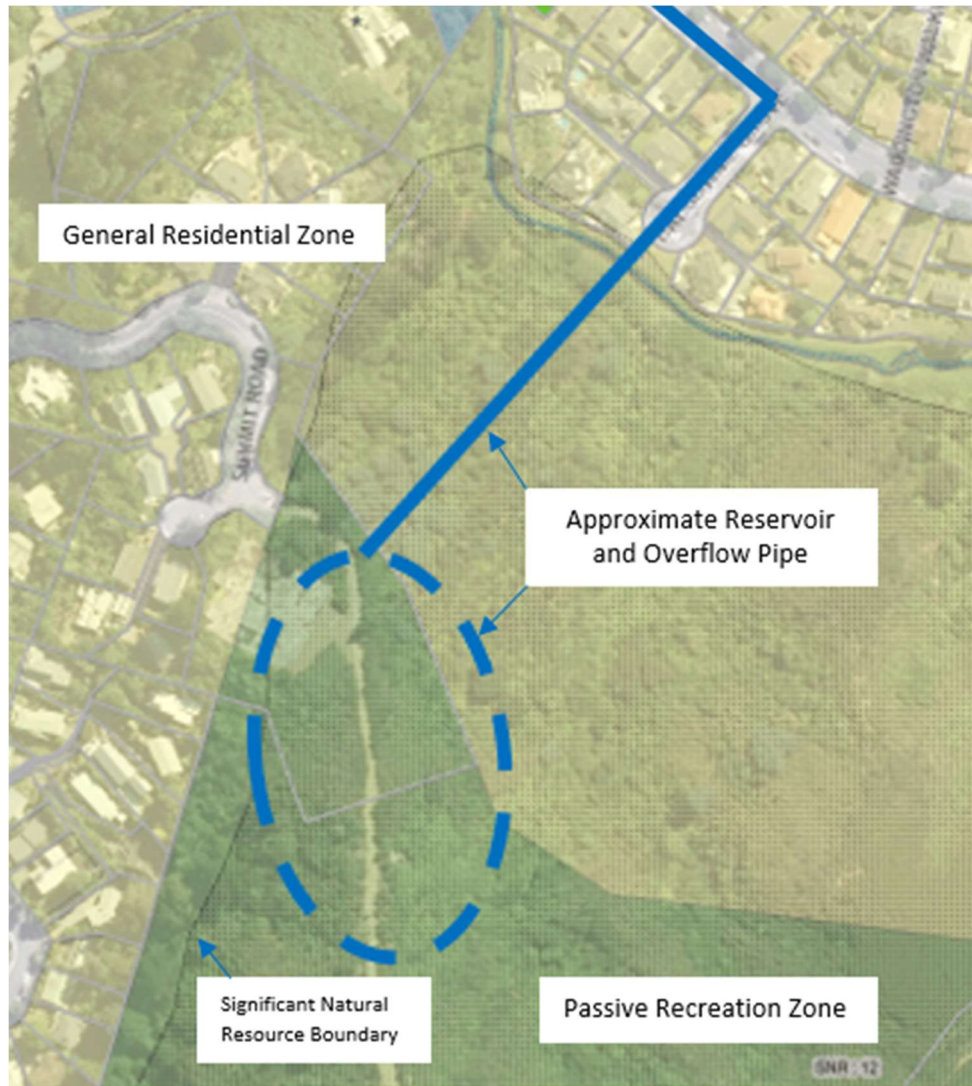 General Residential Zone
SUMMIT ROAD
Approximate Reservoir
and Overflow Pipe
Significant Natural
Resource Boundary
Passive Recreation Zone
SNR : 12